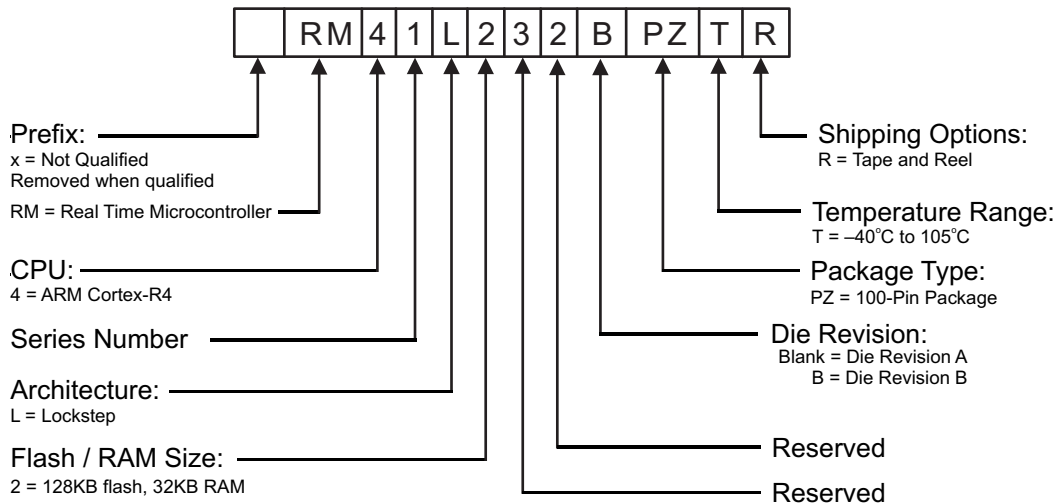 RM 4 1 L 2 3 2 B PZ T R
Prefix:
x = Not Qualified
Removed when qualified
RM = Real Time Microcontroller
CPU:
4 = ARM Cortex-R4
Series Number
Architecture:
L = Lockstep
Flash / RAM Size:
2 = 128KB flash, 32KB RAM
Shipping Options:
R = Tape and Reel
Temperature Range:
T = –40°C to 105°C
Package Type:
PZ = 100-Pin Package
Die Revision:
Blank = Die Revision A
B = Die Revision B
Reserved
Reserved